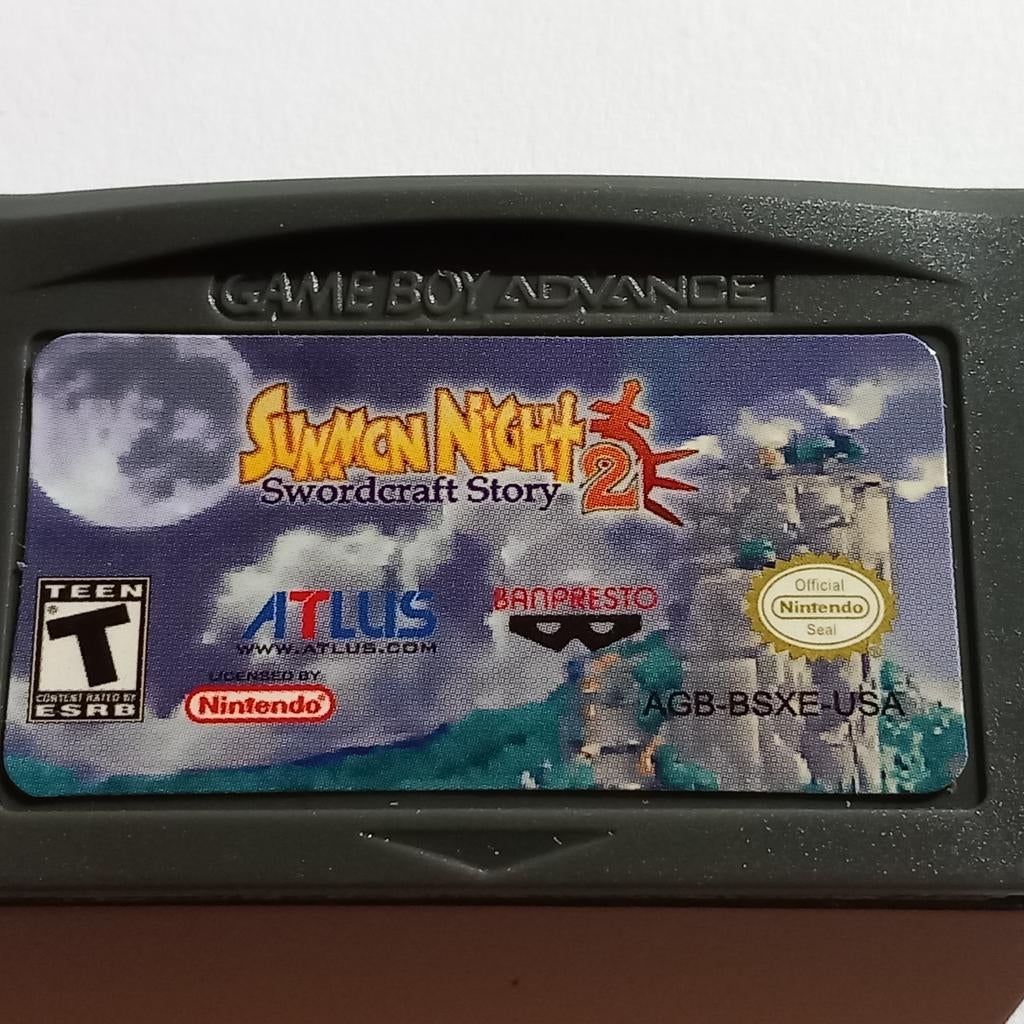 GAME BOY ADVANCE
SUMMON NIGHT
Swordcraft Story 2
TEEN
T
CONTENT RATED BY
ESRB
ATLUS
WWW.ATLUS.COM
LICENSED BY
Nintendo®
BANPRESTO
Official
Nintendo
Seal
AGB-BSXE-USA